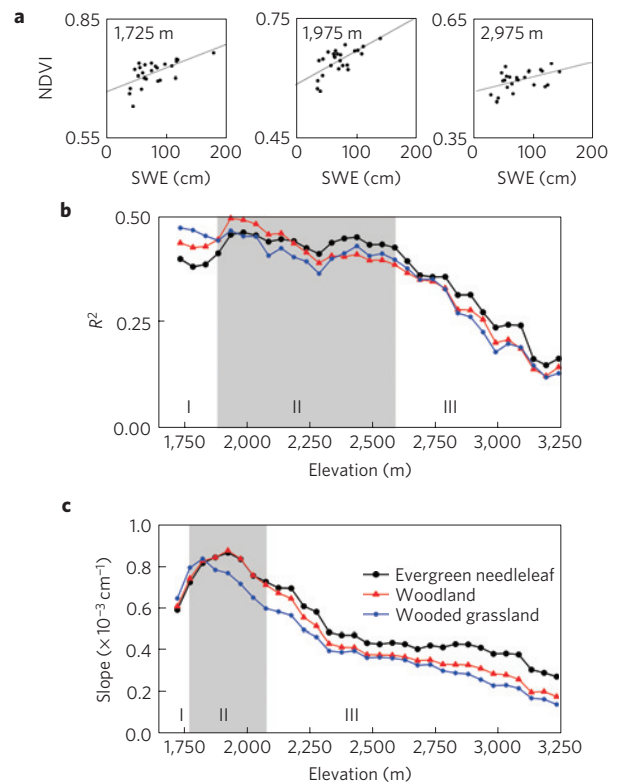 a
0.85 1,725 m 0.75 1,975 m 0.65 2,975 m
NDVI
0.55 0.45 0.35
0 100 200 0 100 200 0 100 200
SWE (cm) SWE (cm) SWE (cm)
b
0.50
R²
0.25
I II III
0.00
1,750 2,000 2,250 2,500 2,750 3,000 3,250
Elevation (m)
c
1.0
0.8
Evergreen needleleaf
Woodland
Wooded grassland
0.6
Slope (×10⁻³ cm⁻¹)
0.4
0.2
I II III
0.0
1,750 2,000 2,250 2,500 2,750 3,000 3,250
Elevation (m)